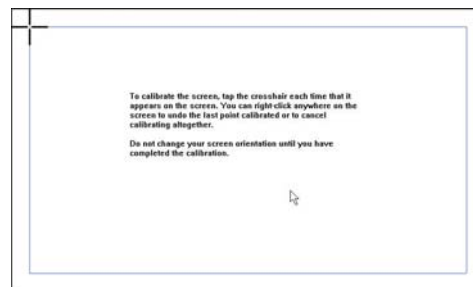 To calibrate the screen, tap the crosshair each time that it
appears on the screen. You can right-click anywhere on the
screen to undo the last point calibrated or to cancel
calibrating altogether.
Do not change your screen orientation until you have
completed the calibration.